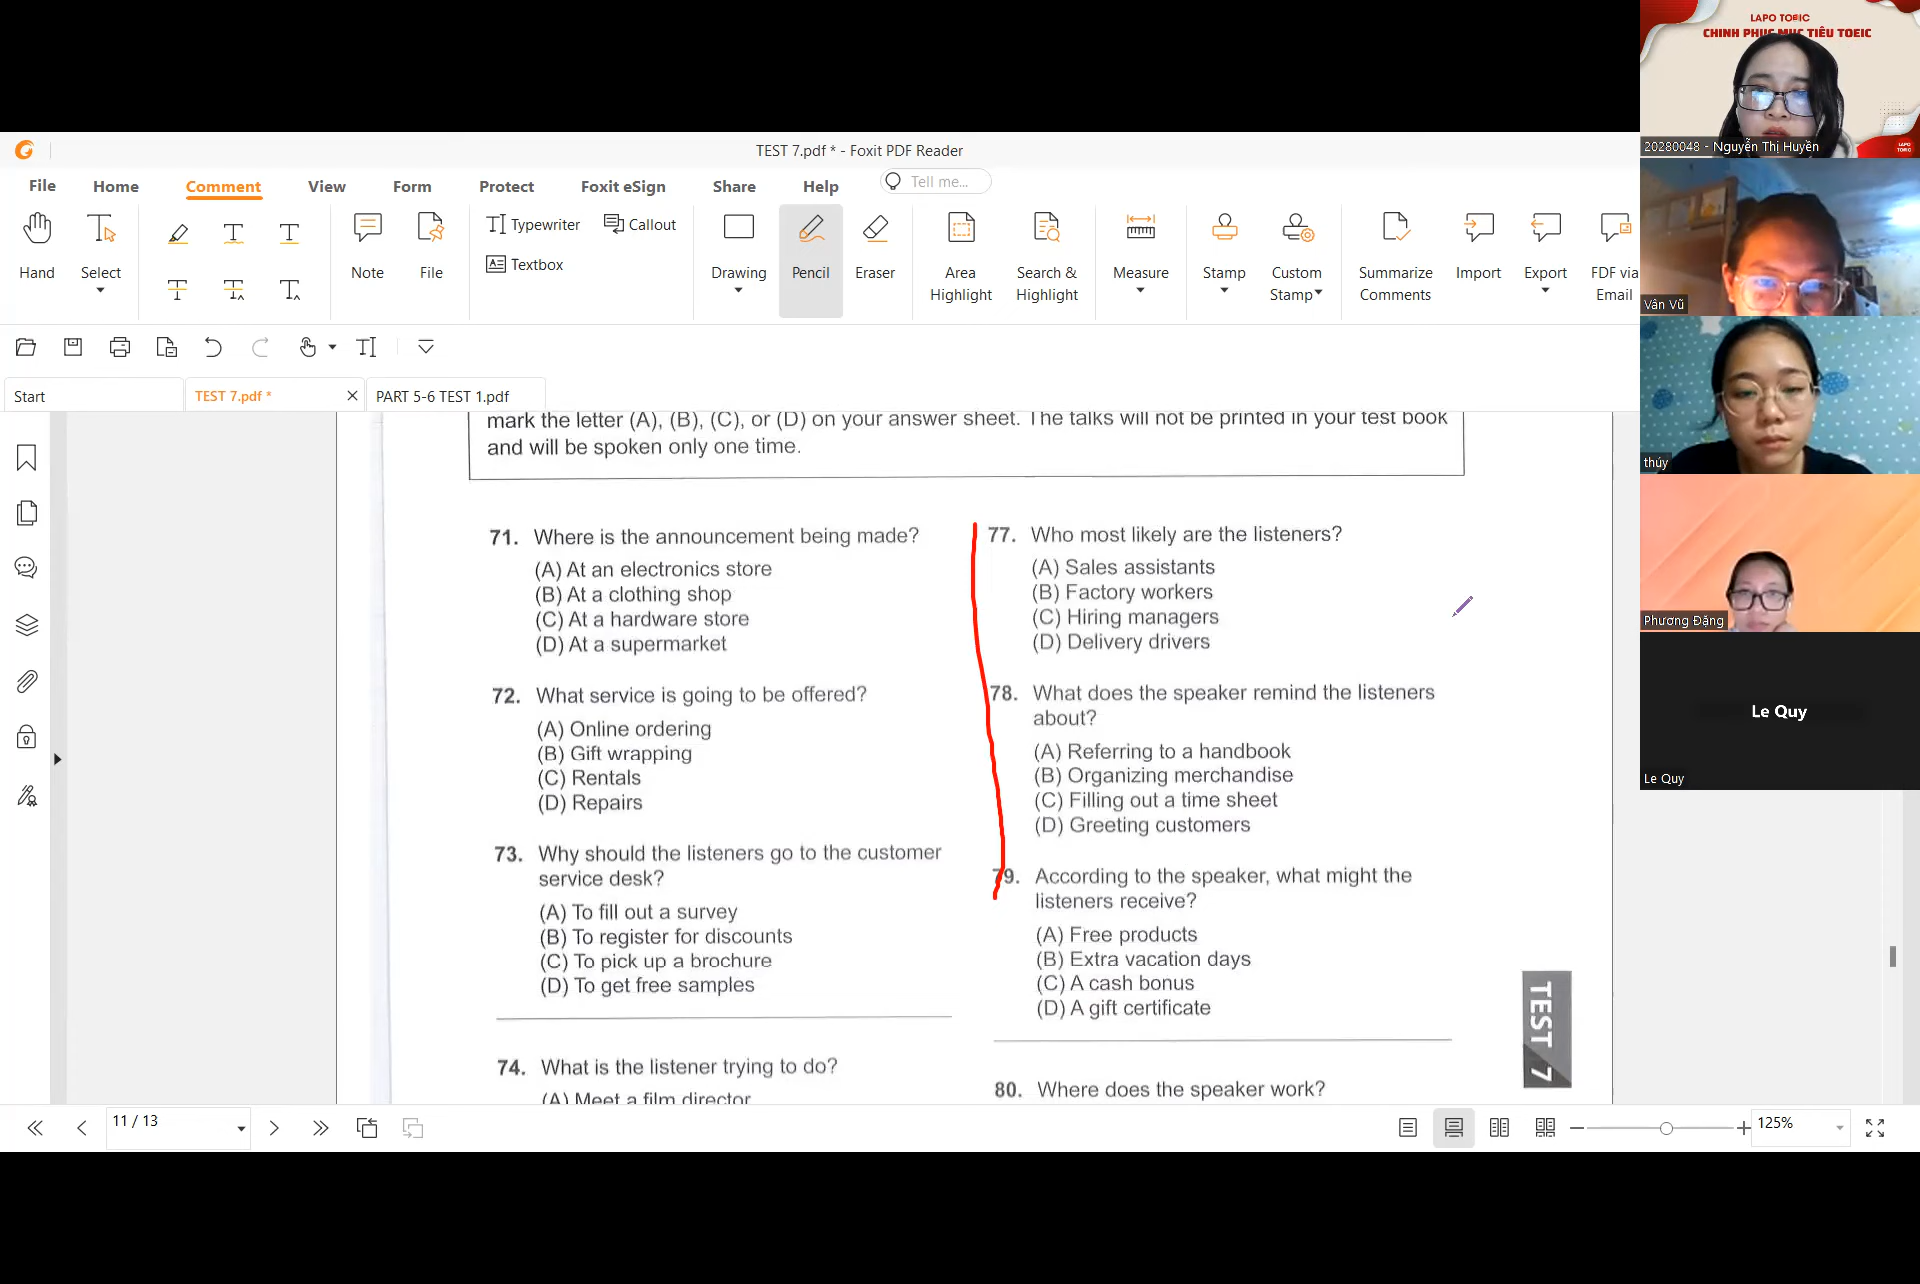 TEST 7.pdf * - Foxit PDF Reader
File Home Comment View Form Protect Foxit eSign Share Help Tell me...
Hand Select Note File Typewriter Callout Textbox Drawing Pencil Eraser Area Highlight Search & Highlight Measure Stamp Custom Stamp Summarize Comments Import Export FDF via Email
Start TEST 7.pdf * PART 5-6 TEST 1.pdf
mark the letter (A), (B), (C), or (D) on your answer sheet. The talks will not be printed in your test book
and will be spoken only one time.
71. Where is the announcement being made?
(A) At an electronics store
(B) At a clothing shop
(C) At a hardware store
(D) At a supermarket
72. What service is going to be offered?
(A) Online ordering
(B) Gift wrapping
(C) Rentals
(D) Repairs
73. Why should the listeners go to the customer
service desk?
(A) To fill out a survey
(B) To register for discounts
(C) To pick up a brochure
(D) To get free samples
74. What is the listener trying to do?
(A) Meet a film director
77. Who most likely are the listeners?
(A) Sales assistants
(B) Factory workers
(C) Hiring managers
(D) Delivery drivers
78. What does the speaker remind the listeners
about?
(A) Referring to a handbook
(B) Organizing merchandise
(C) Filling out a time sheet
(D) Greeting customers
79. According to the speaker, what might the
listeners receive?
(A) Free products
(B) Extra vacation days
(C) A cash bonus
(D) A gift certificate
80. Where does the speaker work?
TEST 7
11 / 13
125%
LAPO TOEIC
CHINH PHỤC MỤC TIÊU TOEIC
20280048 - Nguyễn Thị Huyền
Vân Vũ
thúy
Phương Đặng
Le Quy
Le Quy